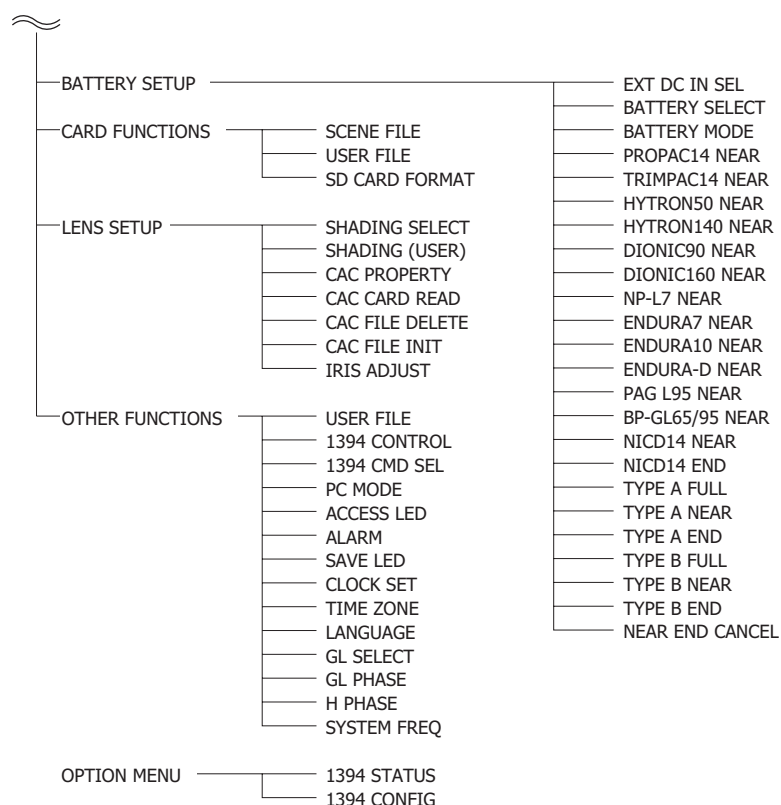 BATTERY SETUP
EXT DC IN SEL
BATTERY SELECT
BATTERY MODE
PROPAC14 NEAR
TRIMPAC14 NEAR
HYTRON50 NEAR
HYTRON140 NEAR
DIONIC90 NEAR
DIONIC160 NEAR
NP-L7 NEAR
ENDURA7 NEAR
ENDURA10 NEAR
ENDURA-D NEAR
PAG L95 NEAR
BP-GL65/95 NEAR
NICD14 NEAR
NICD14 END
TYPE A FULL
TYPE A NEAR
TYPE A END
TYPE B FULL
TYPE B NEAR
TYPE B END
NEAR END CANCEL
CARD FUNCTIONS
SCENE FILE
USER FILE
SD CARD FORMAT
LENS SETUP
SHADING SELECT
SHADING (USER)
CAC PROPERTY
CAC CARD READ
CAC FILE DELETE
CAC FILE INIT
IRIS ADJUST
OTHER FUNCTIONS
USER FILE
1394 CONTROL
1394 CMD SEL
PC MODE
ACCESS LED
ALARM
SAVE LED
CLOCK SET
TIME ZONE
LANGUAGE
GL SELECT
GL PHASE
H PHASE
SYSTEM FREQ
OPTION MENU
1394 STATUS
1394 CONFIG